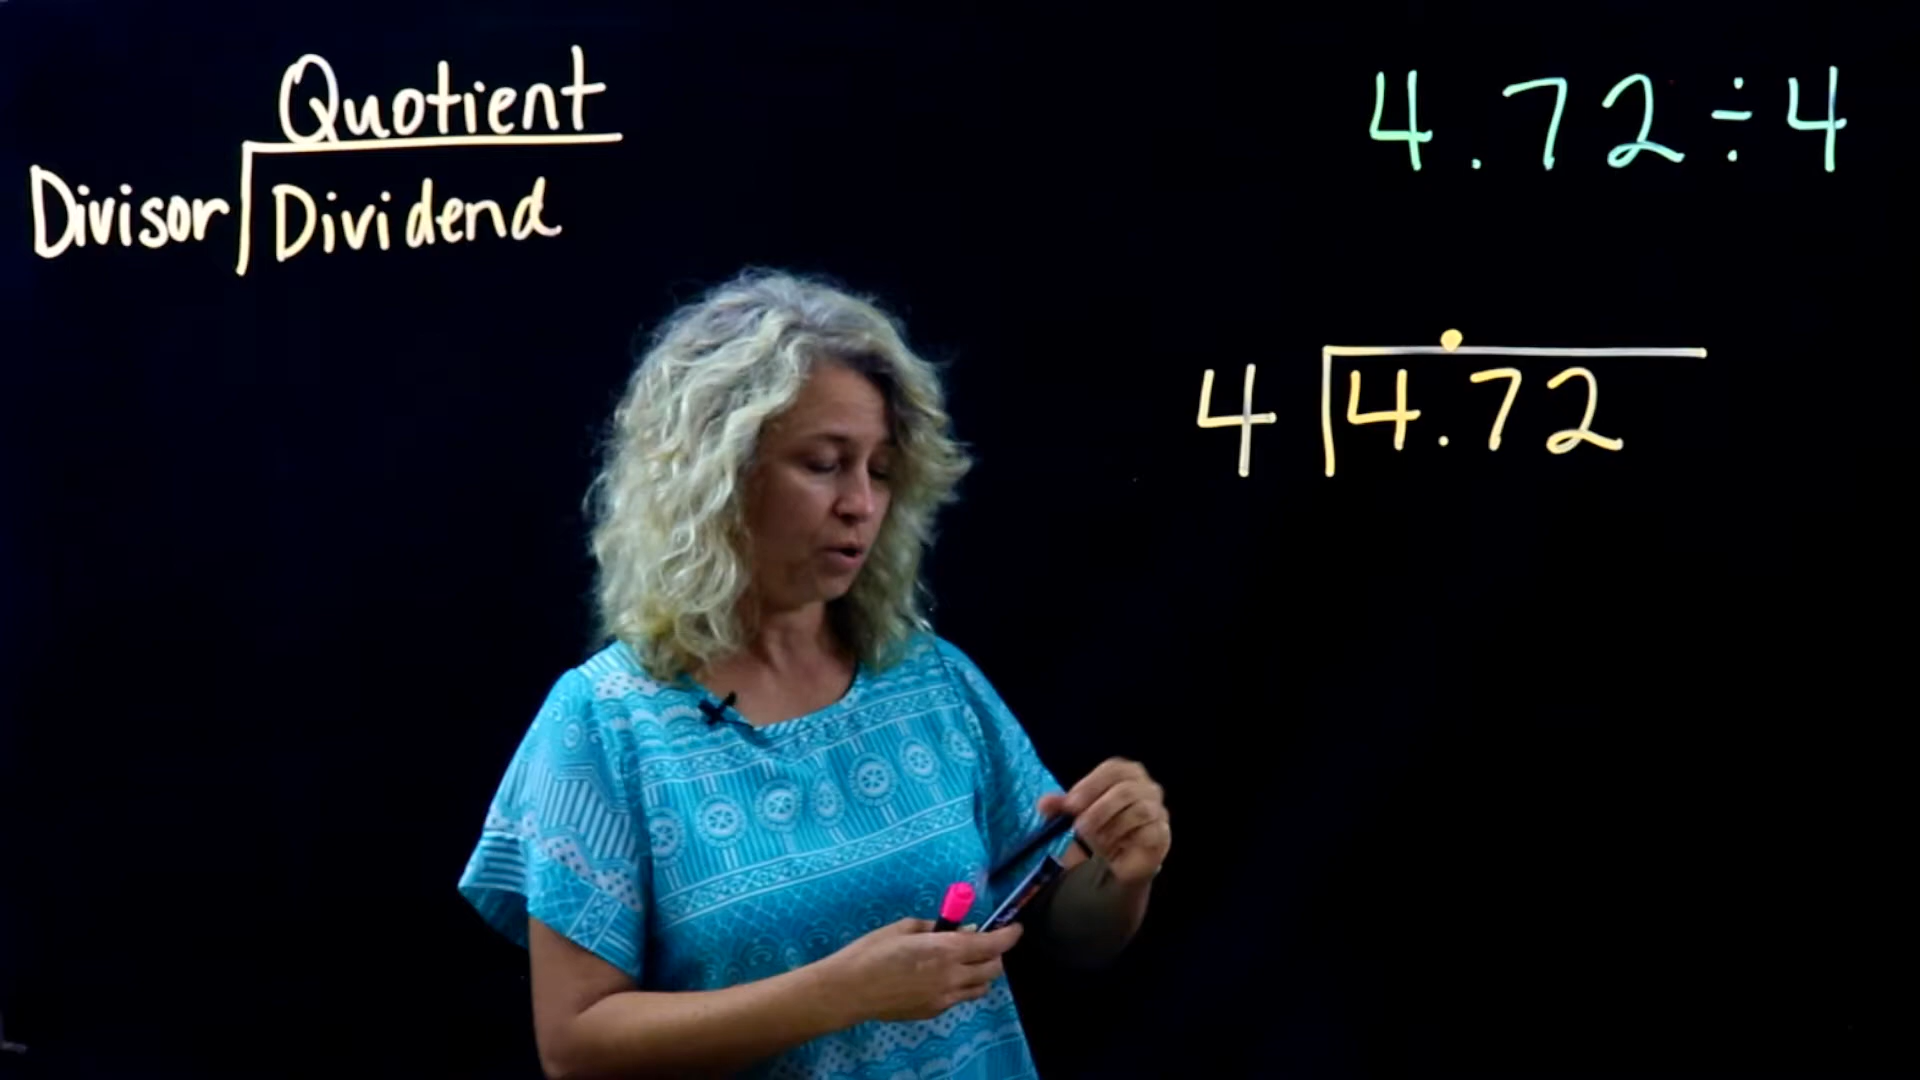 Quotient
Divisor Dividend
4.72 ÷ 4
.
4 4.72